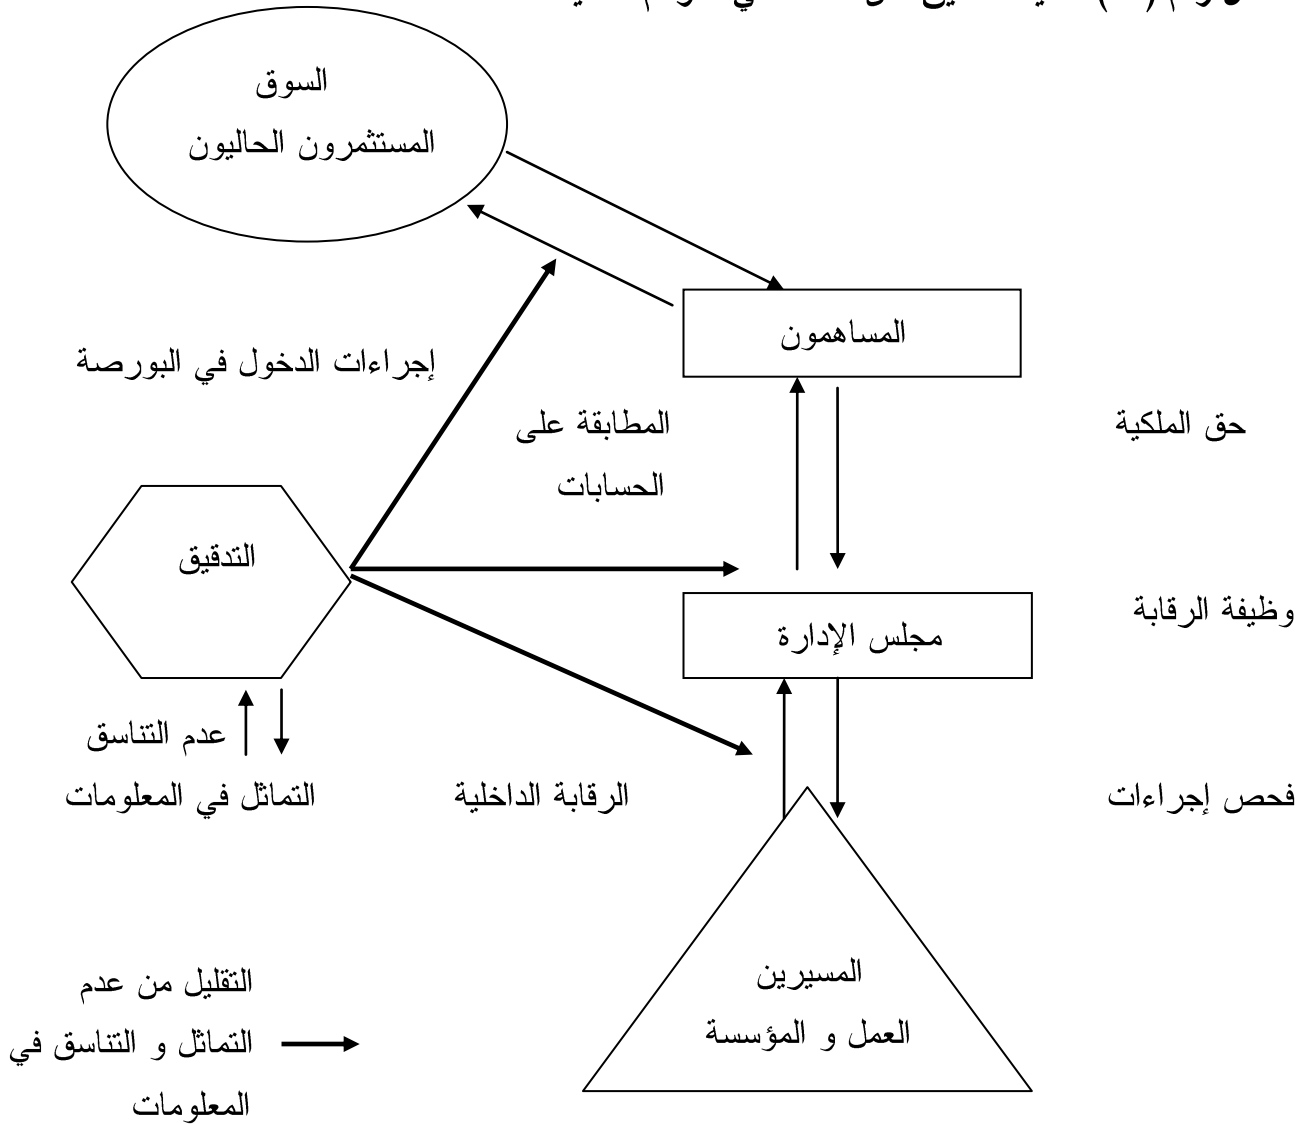 السوق
المستثمرون الحاليون
المساهمون
إجراءات الدخول في البورصة
المطابقة على
الحسابات
حق الملكية
التدقيق
وظيفة الرقابة
مجلس الإدارة
عدم التناسق
التماثل في المعلومات
الرقابة الداخلية
فحص إجراءات
المسيرين
العمل و المؤسسة
التقليل من عدم
التماثل و التناسق في
المعلومات